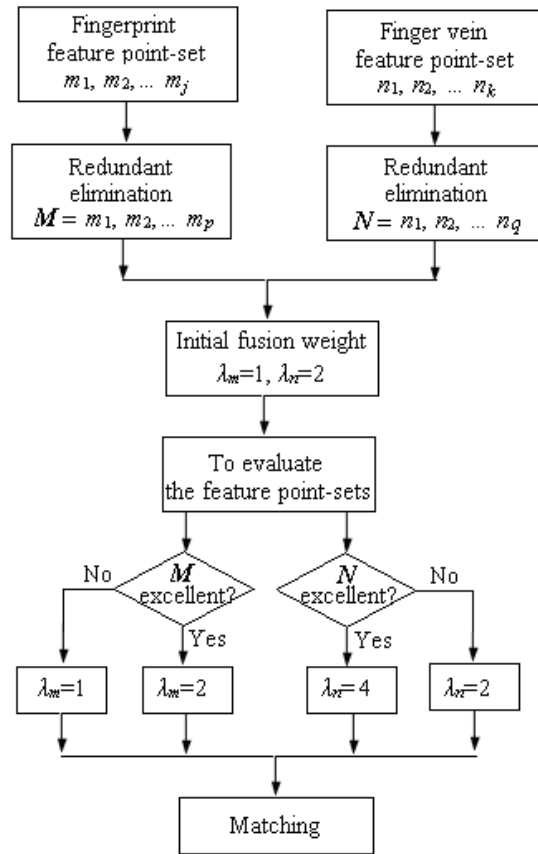 Fingerprint
feature point-set
m₁, m₂, ... mⱼ
Finger vein
feature point-set
n₁, n₂, ... nₖ
Redundant
elimination
M = m₁, m₂, ... mₚ
Redundant
elimination
N = n₁, n₂, ... n_q
Initial fusion weight
λₘ=1, λₙ=2
To evaluate
the feature point-sets
No
M
excellent?
Yes
N
excellent?
No
Yes
λₘ=1
λₘ=2
λₙ=4
λₙ=2
Matching